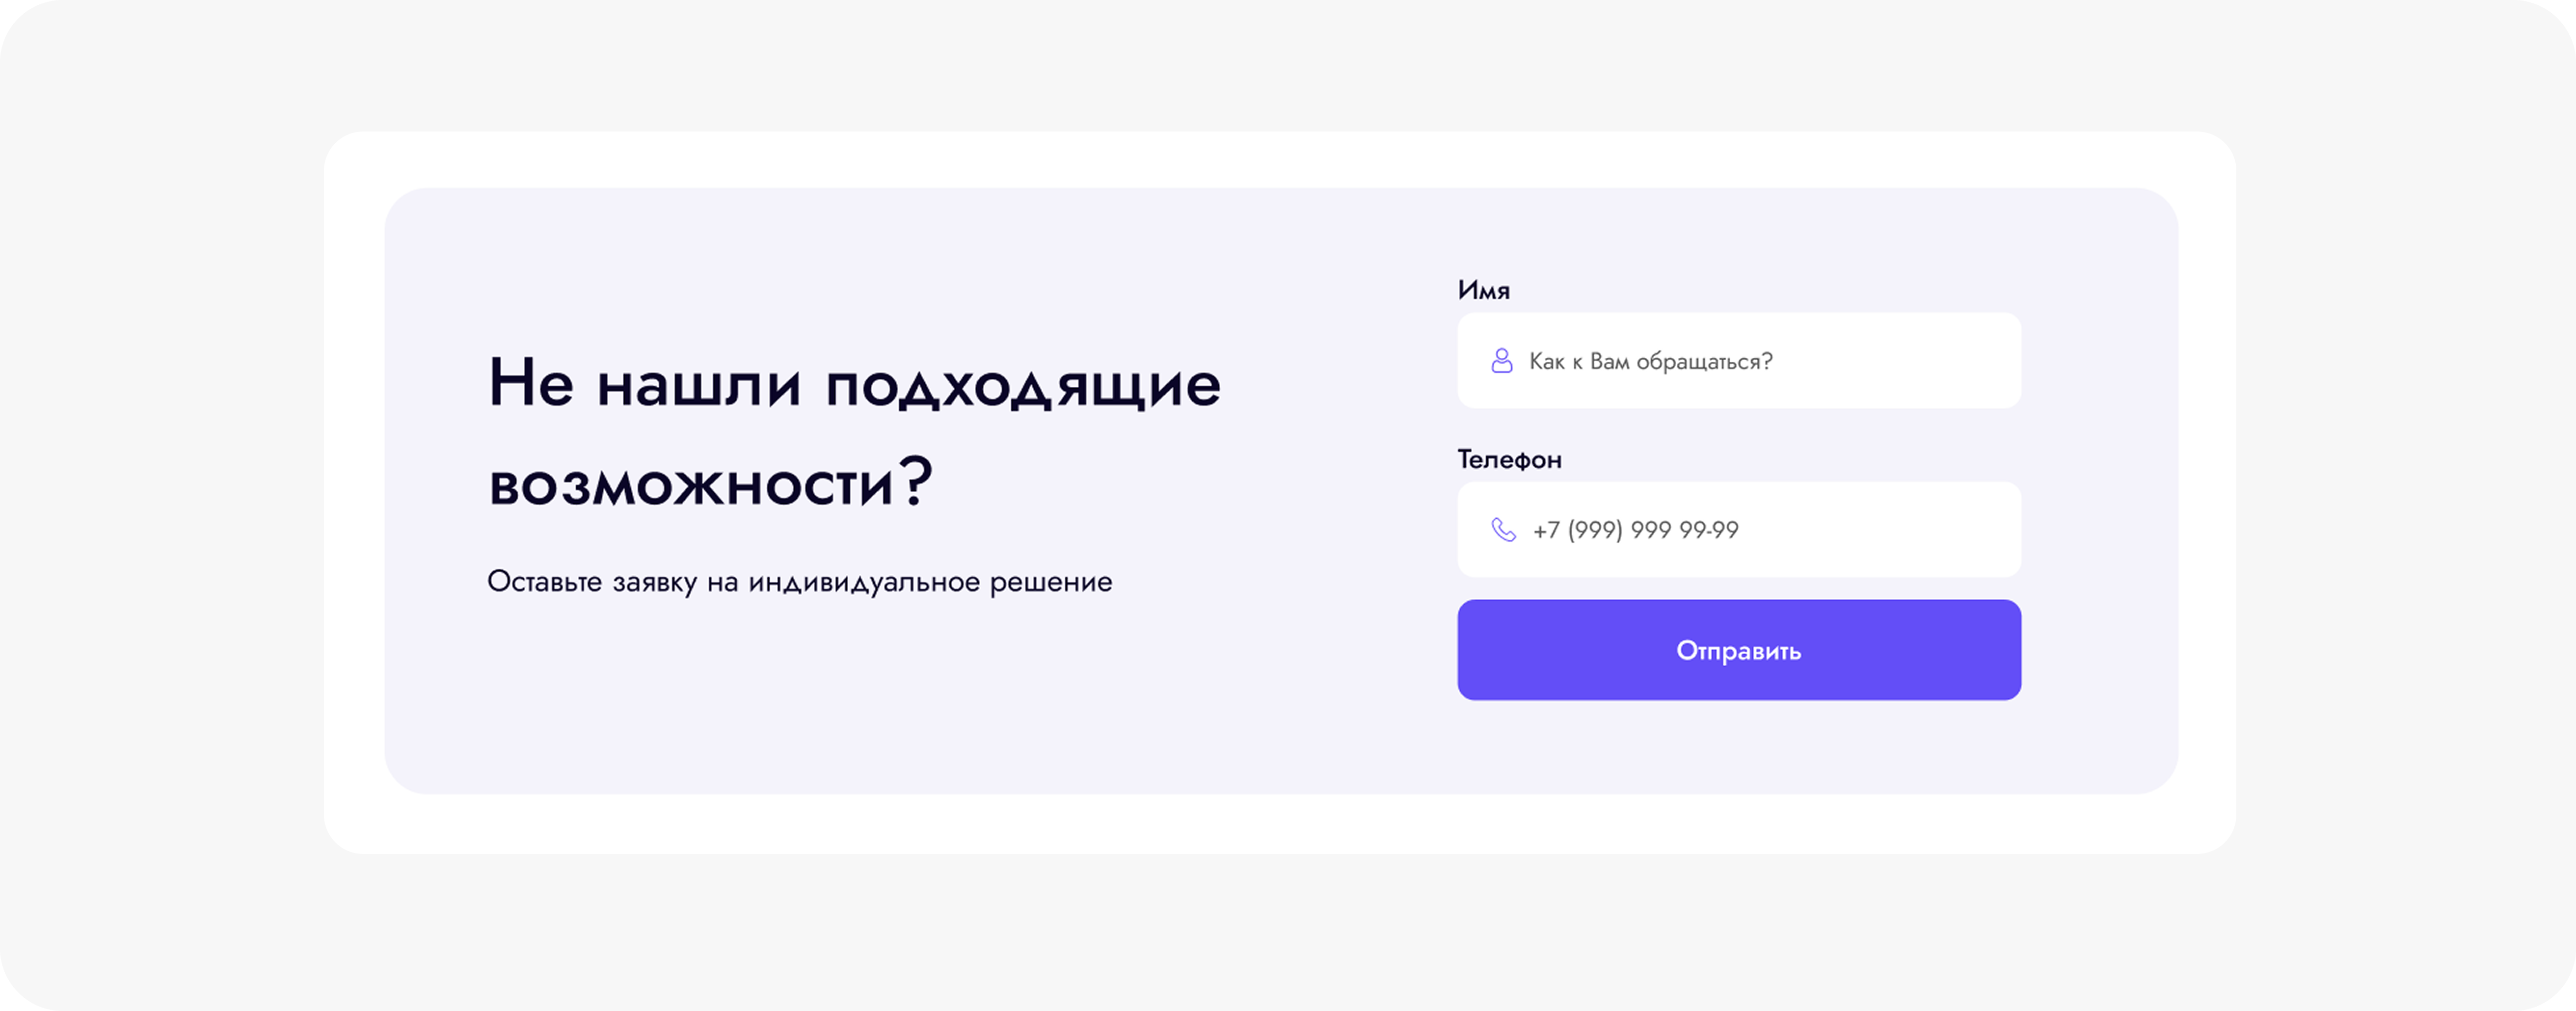 Не нашли подходящие
возможности?
Оставьте заявку на индивидуальное решение
Имя
Как к Вам обращаться?
Телефон
+7 (999) 999 99-99
Отправить